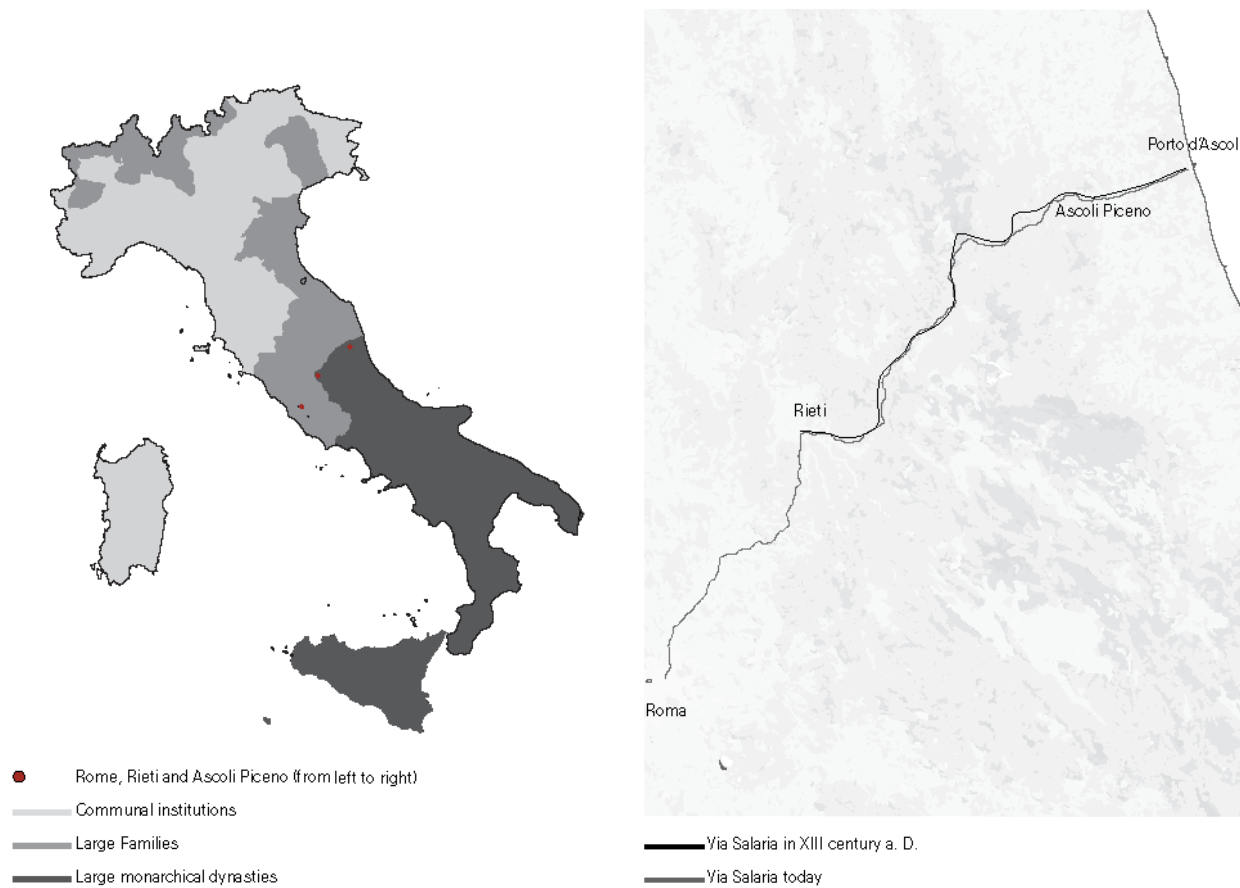 Porto d'Ascol
Ascoli Piceno
Rieti
Roma
Rome, Rieti and Ascoli Piceno (from left to right)
Communal institutions
Large Families
Large monarchical dynasties
Via Salaria in XIII century a. D.
Via Salaria today